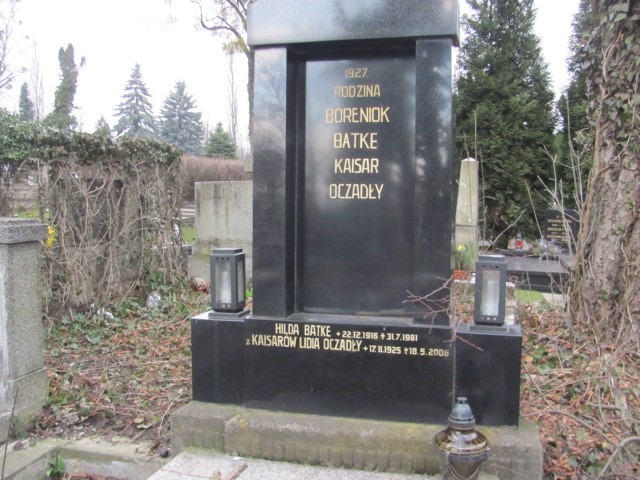 1927.
RODZINA
BORENIOK
BATKE
KAISAR
OCZADŁY
HILDA BATKE +22.12.1916 ✝31.7.1981
z KAISARÓW LIDIA OCZADŁY +17.11.1925 ✝18.5.2006